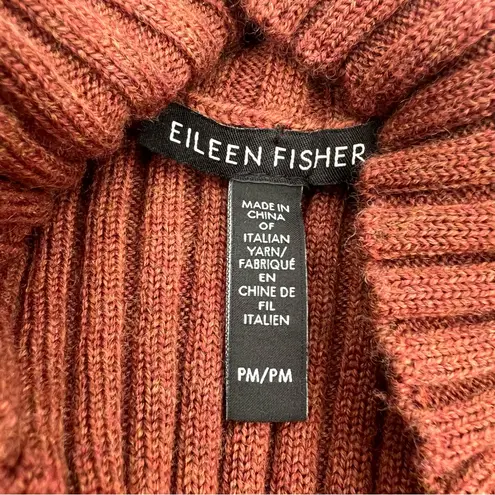 EILEEN FISHER
MADE IN
CHINA
OF
ITALIAN
YARN/
FABRIQUÉ
EN
CHINE DE
FIL
ITALIEN
PM/PM